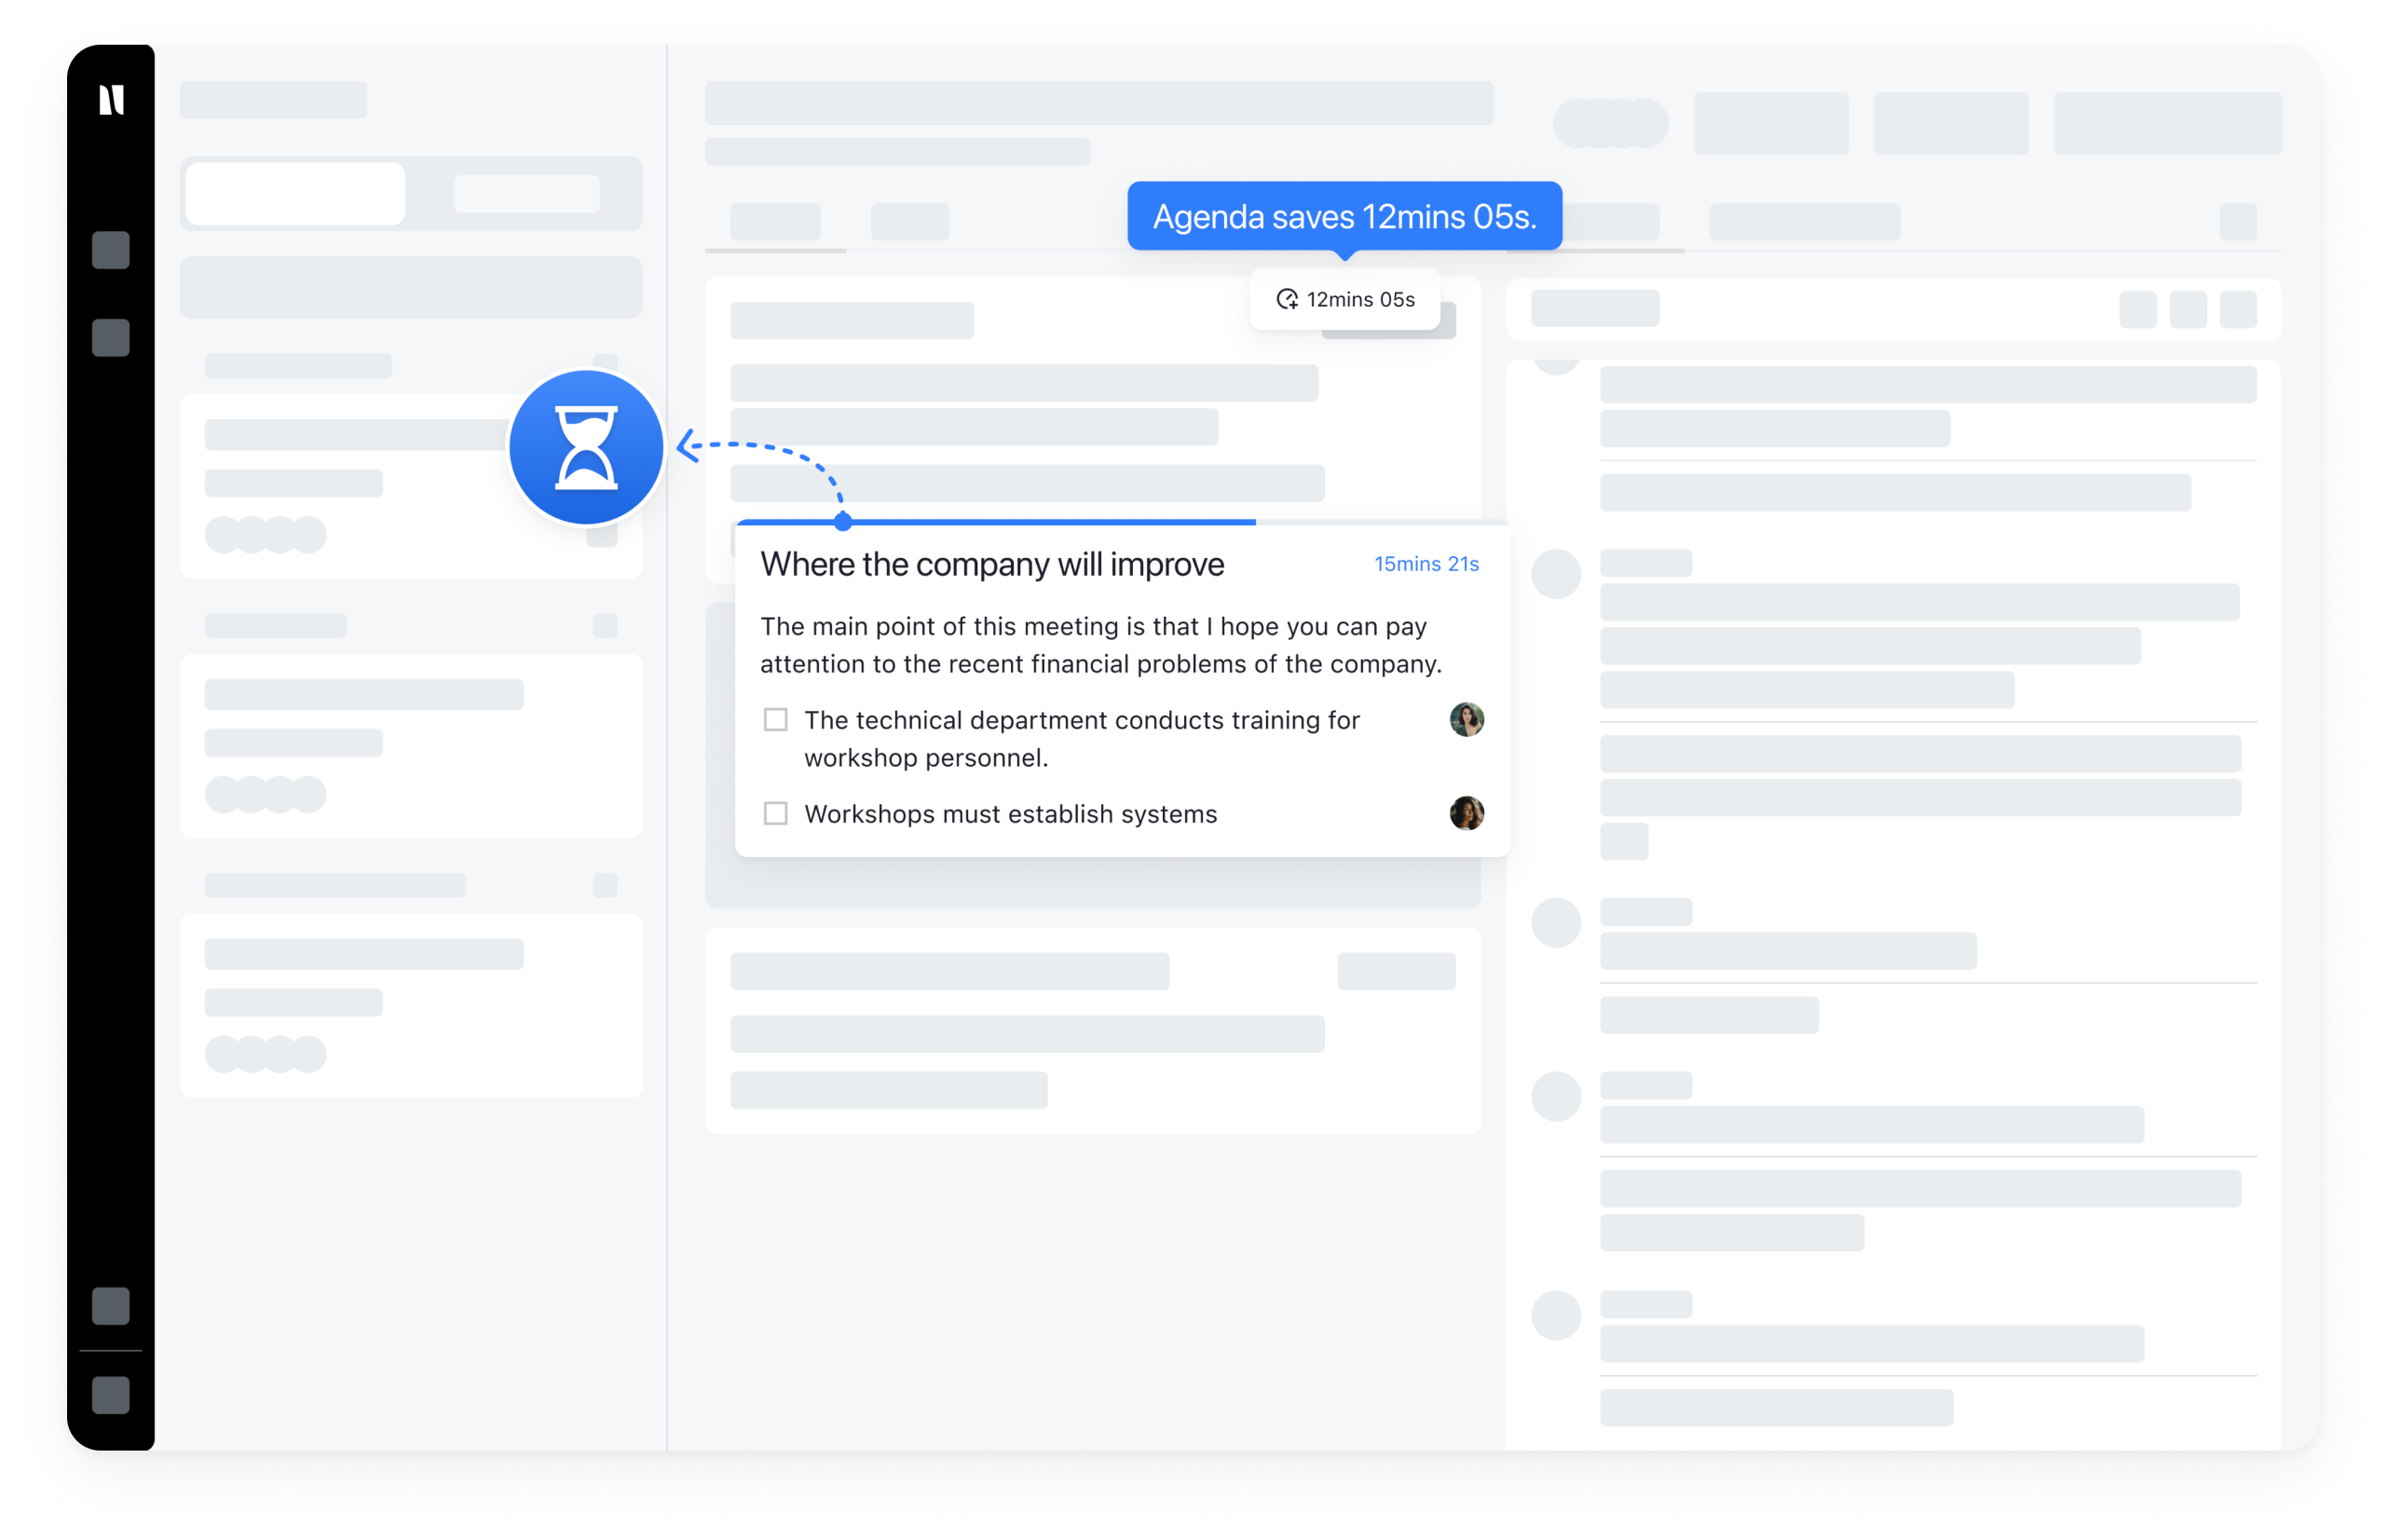 Agenda saves 12mins 05s.
12mins 05s
Where the company will improve
15mins 21s
The main point of this meeting is that I hope you can pay
attention to the recent financial problems of the company.
The technical department conducts training for
workshop personnel.
Workshops must establish systems